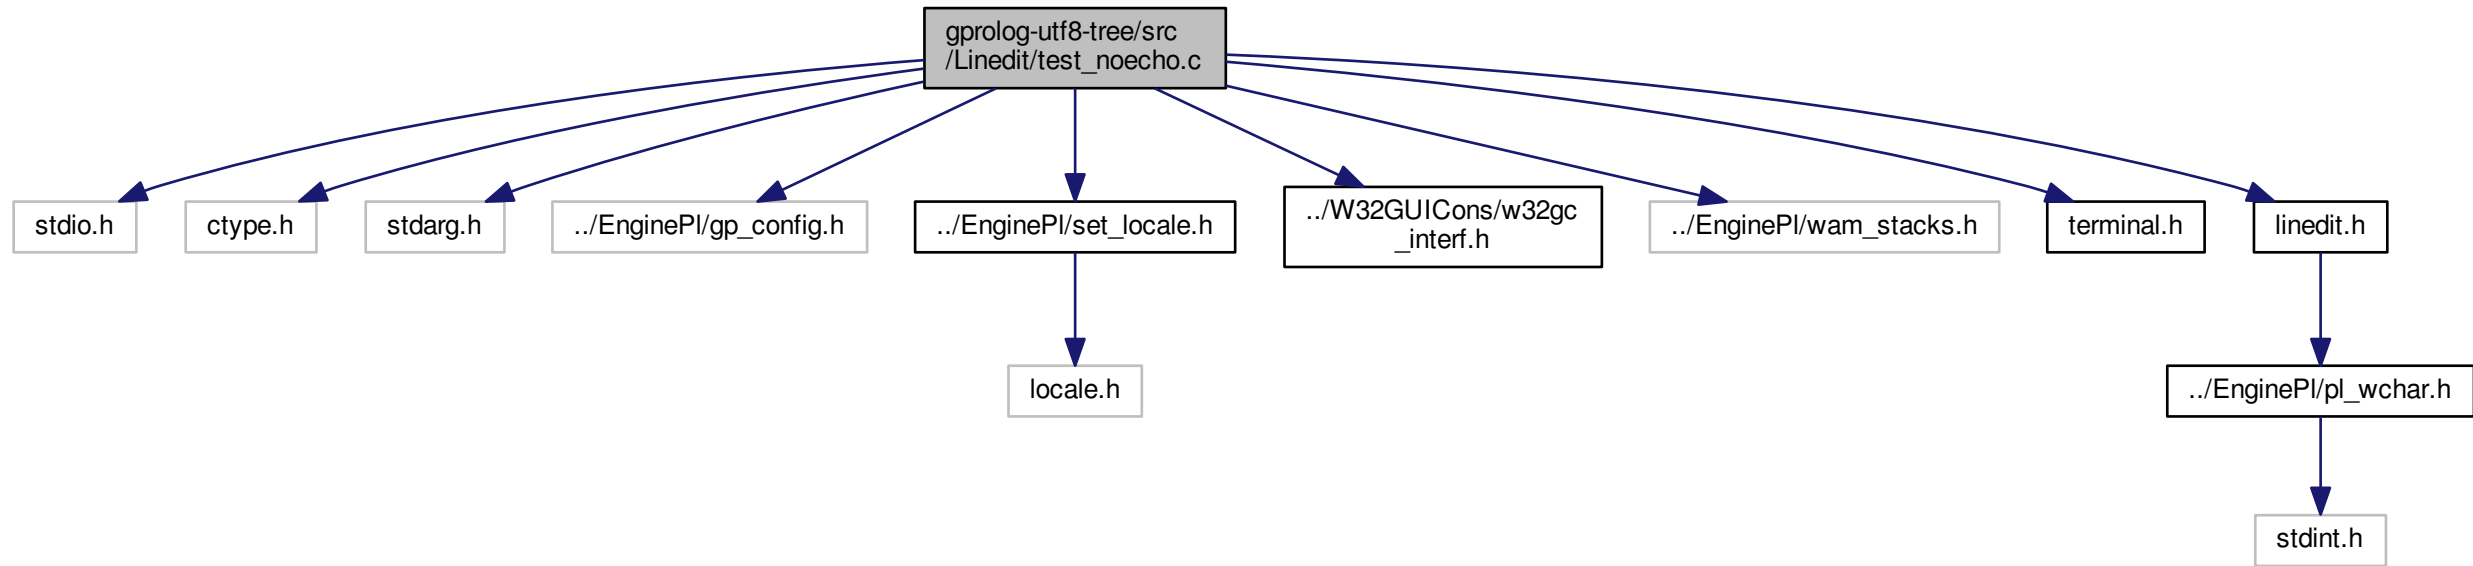 gprolog-utf8-tree/src
/Linedit/test_noecho.c
stdio.h
ctype.h
stdarg.h
../EnginePl/gp_config.h
../EnginePl/set_locale.h
../W32GUICons/w32gc
_interf.h
../EnginePl/wam_stacks.h
terminal.h
linedit.h
locale.h
../EnginePl/pl_wchar.h
stdint.h